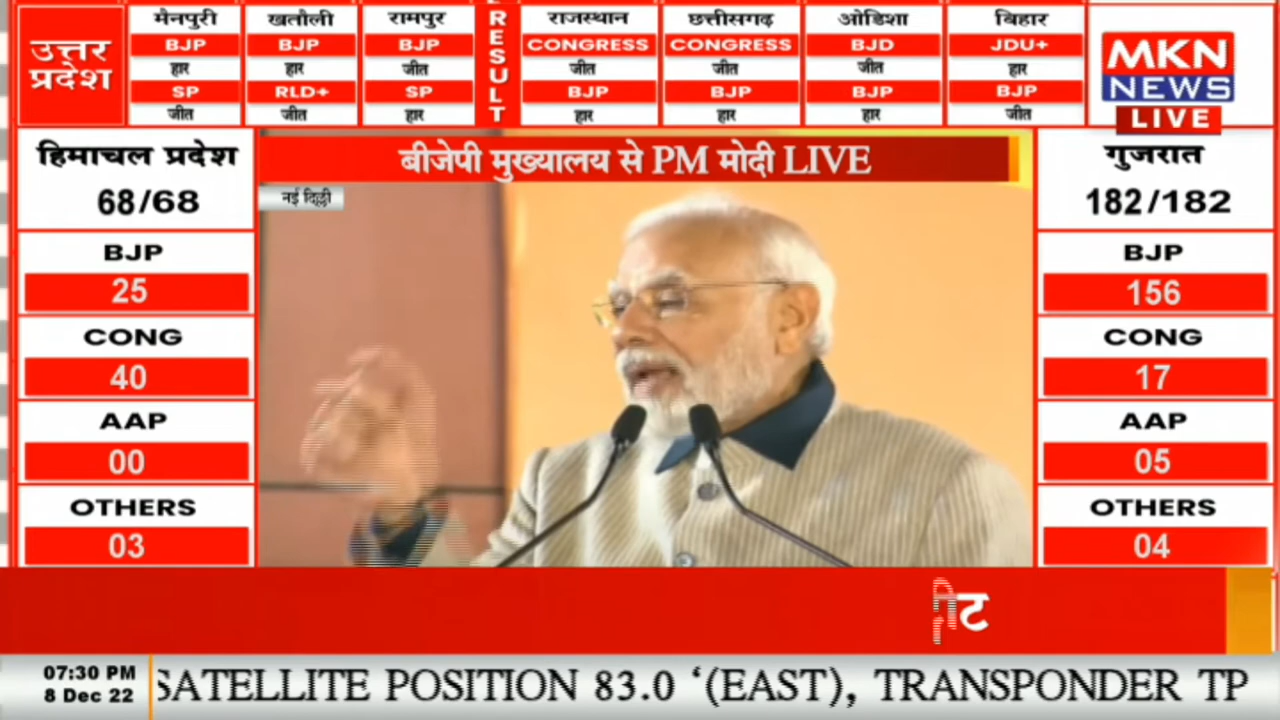 उत्तर
प्रदेश
मैनपुरी
BJP
हार
SP
जीत
खतौली
BJP
हार
RLD+
जीत
रामपुर
BJP
जीत
SP
हार
RESULT
राजस्थान
CONGRESS
जीत
BJP
हार
छत्तीसगढ़
CONGRESS
जीत
BJP
हार
ओडिशा
BJD
जीत
BJP
हार
बिहार
JDU+
हार
BJP
जीत
MKN
NEWS
LIVE
हिमाचल प्रदेश
68/68
BJP
25
CONG
40
AAP
00
OTHERS
03
बीजेपी मुख्यालय से PM मोदी LIVE
नई दिल्ली
गुजरात
182/182
BJP
156
CONG
17
AAP
05
OTHERS
04
07:30 PM
8 Dec 22
SATELLITE POSITION 83.0 ‘(EAST), TRANSPONDER TP